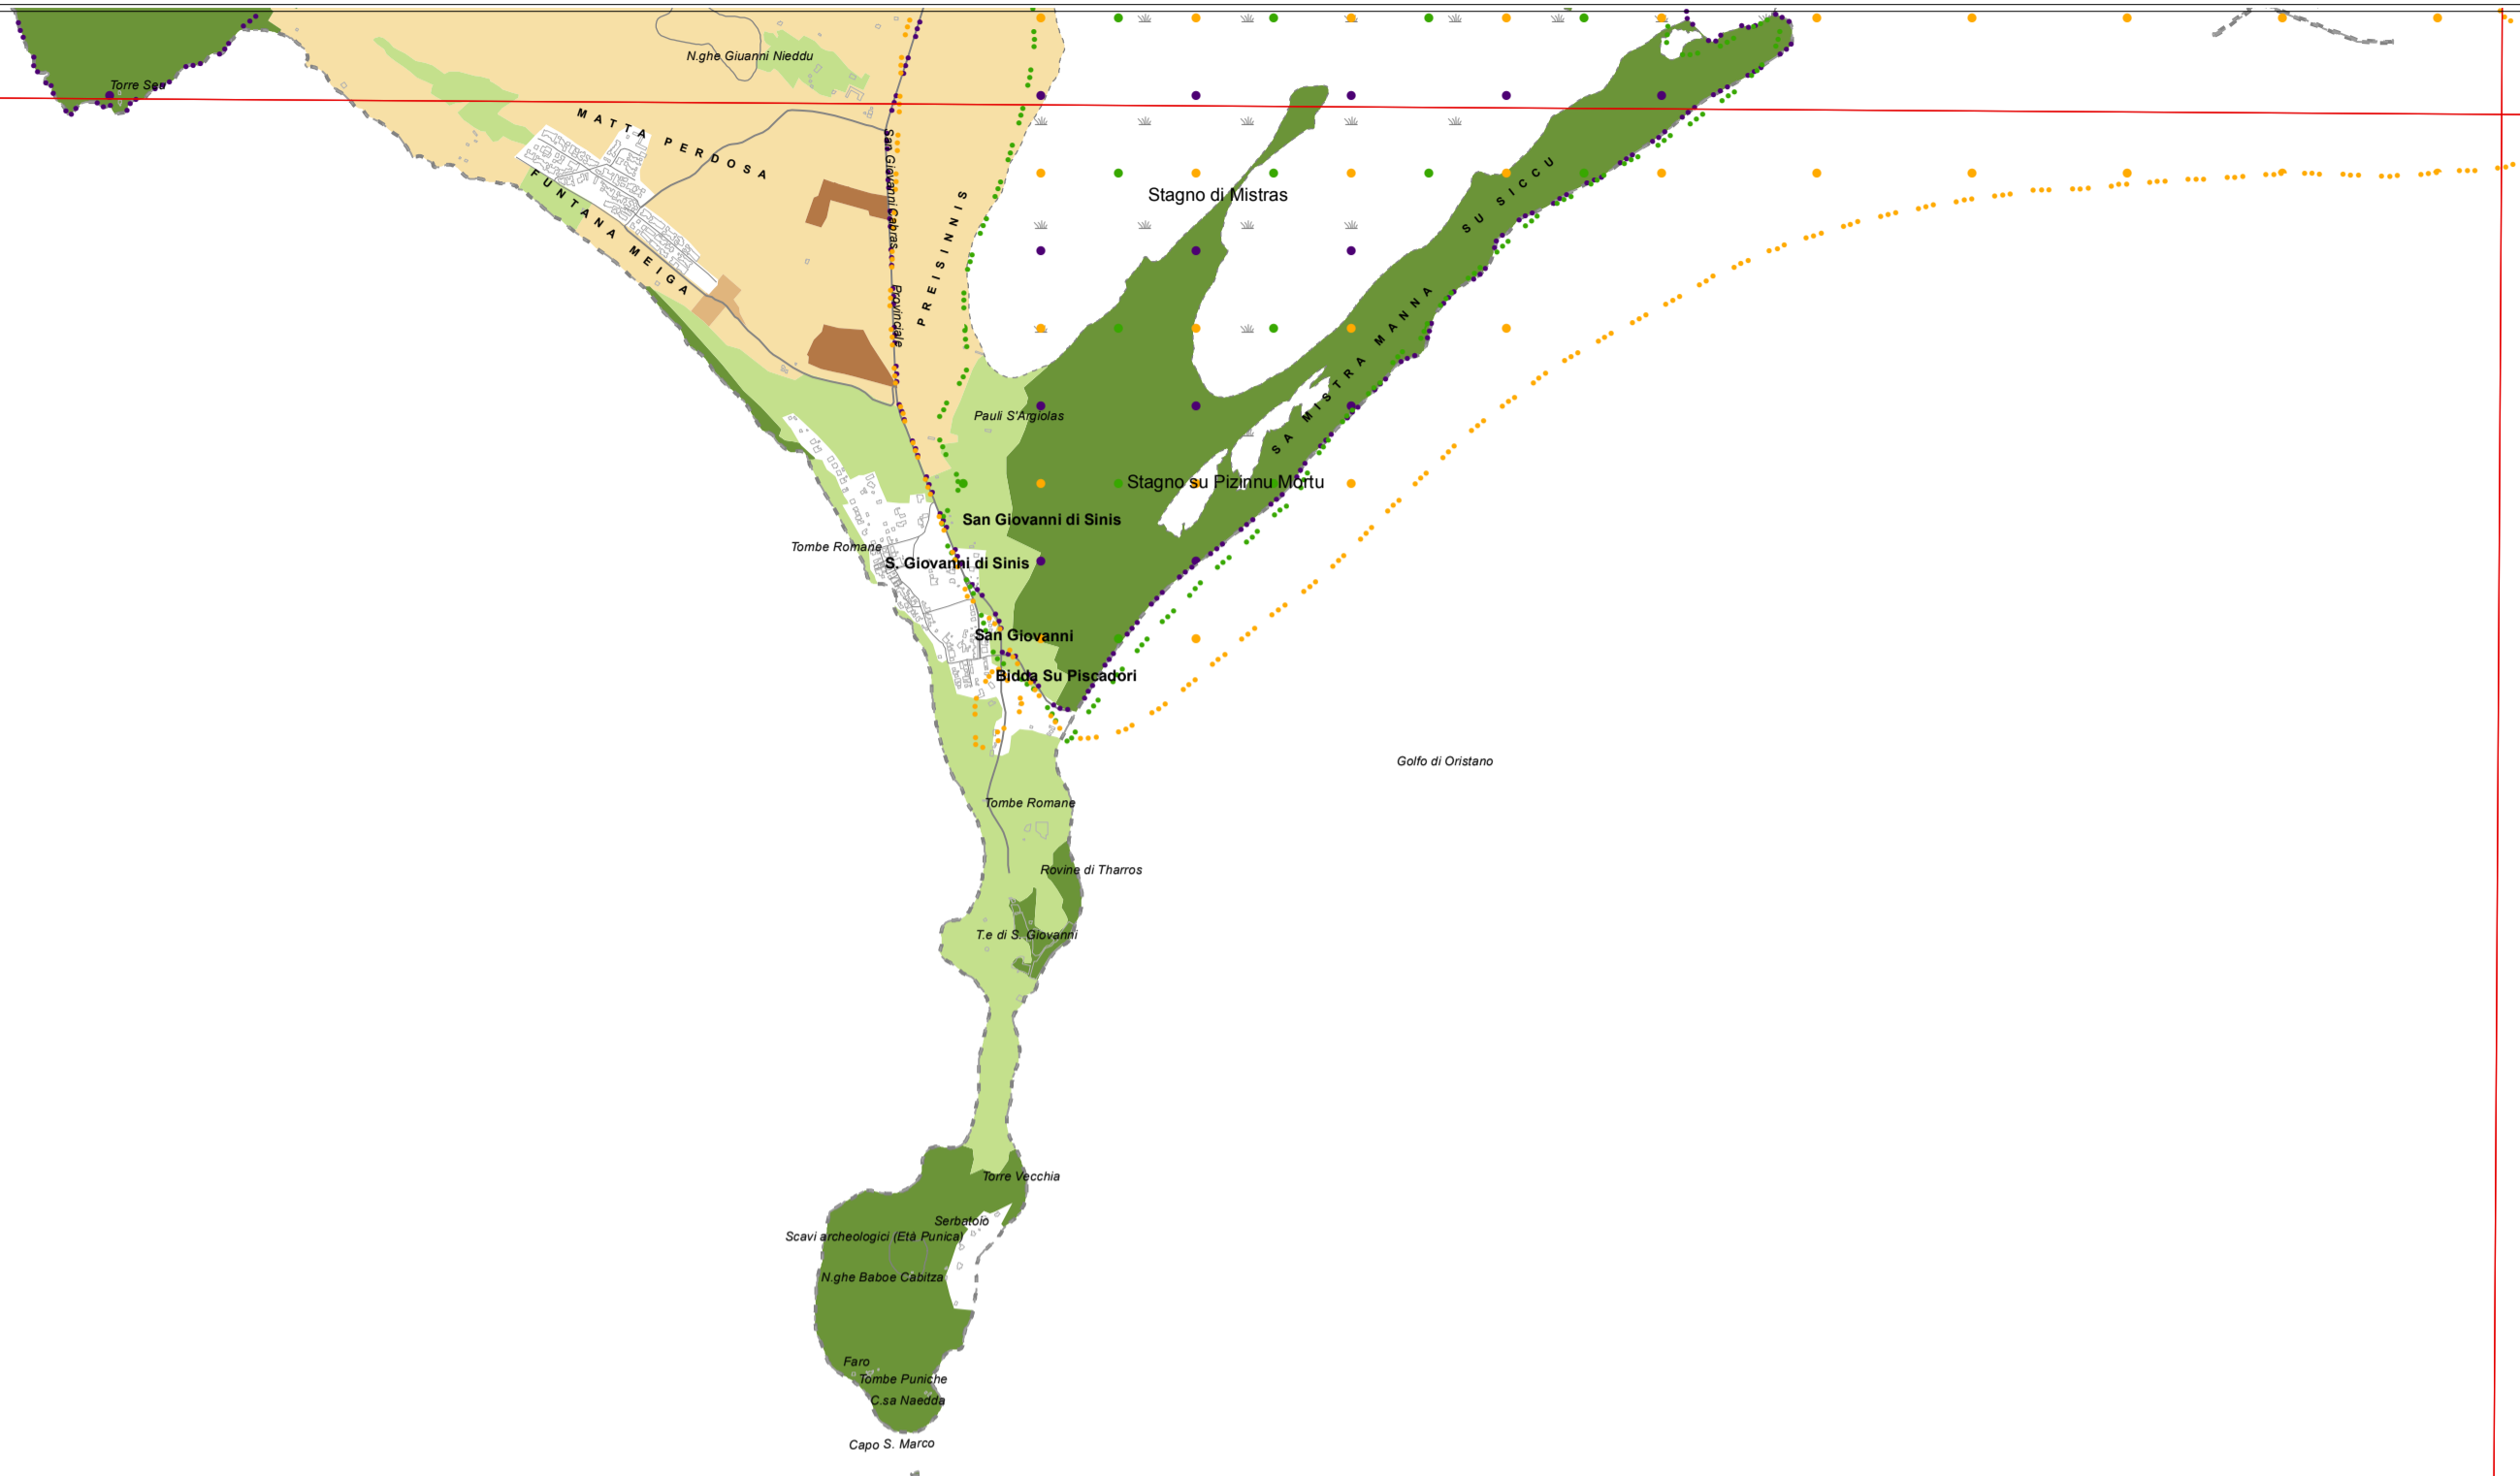 N.ghe Giuanni Nieddu
Torre Seu
MATTA PERDOSA
San Giovanni Cabras
Provinciale
FUNTANA MEIGA
PREISINNIS
Stagno di Mistras
SU SICCU
SA MISTRA MANNA
Pauli S'Argiolas
Stagno su Pizinnu Mortu
San Giovanni di Sinis
Tombe Romane
S. Giovanni di Sinis
San Giovanni
Bidda Su Piscadori
Golfo di Oristano
Tombe Romane
Rovine di Tharros
T.e di S. Giovanni
Torre Vecchia
Serbatoio
Scavi archeologici (Età Punica)
N.ghe Baboe Cabitza
Faro
Tombe Puniche
C.sa Naedda
Capo S. Marco